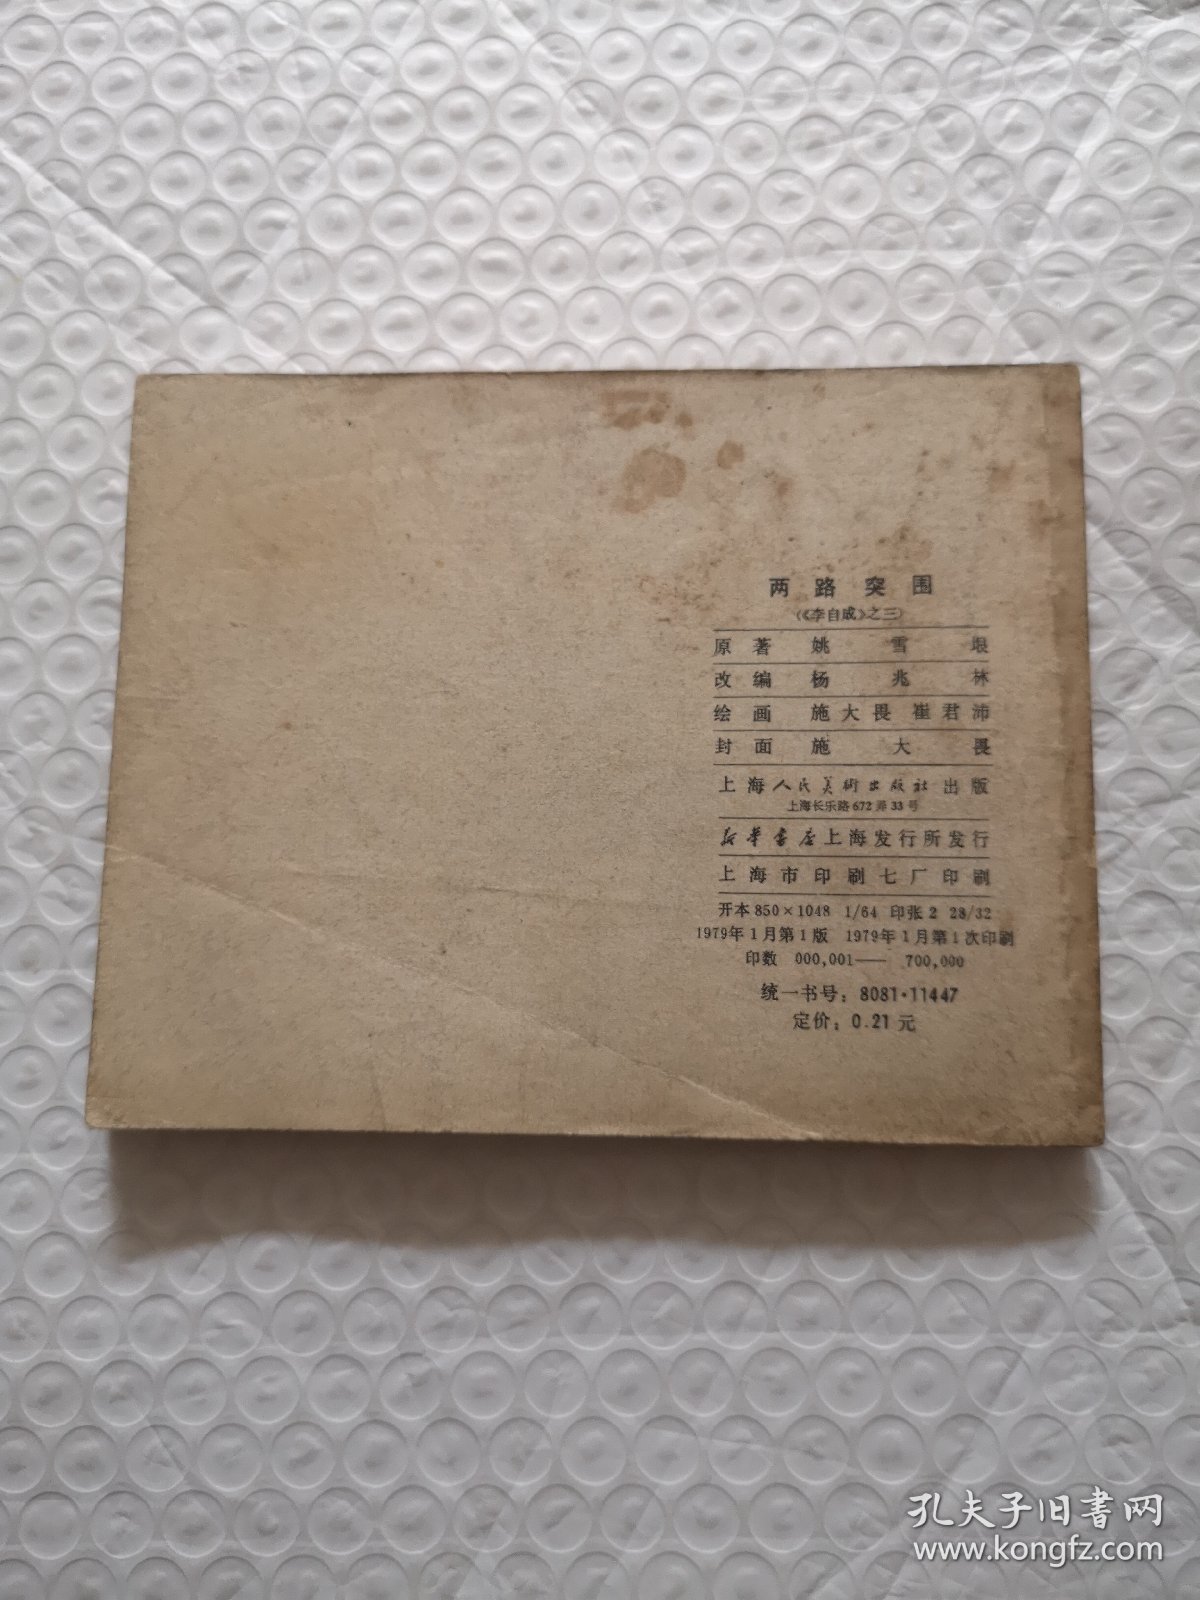 两路突围
(《李自成》之三)
原著 姚雪垠
改编 杨兆林
绘画 施大畏 崔君沛
封面 施大畏
上海人民美術出版社出版
上海长乐路672弄33号
新华书店上海发行所发行
上海市印刷七厂印刷
开本850×1048 1/64 印张2 28/32
1979年1月第1版 1979年1月第1次印刷
印数 000,001—— 700,000
统一书号：8081·11447
定价：0.21元
孔夫子旧書网
www.kongfz.com